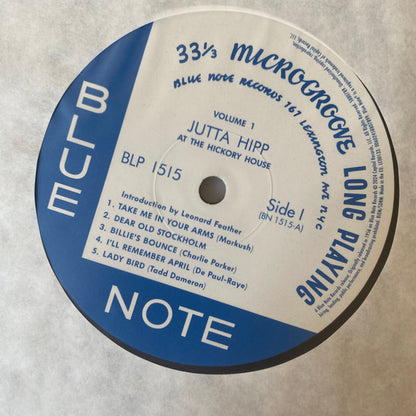 33 1/3 MICROGROOVE LONG PLAYING
BLUE NOTE RECORDS 767 LEXINGTON AVE NYC
BLUE
NOTE
VOLUME 1
JUTTA HIPP
AT THE HICKORY HOUSE
BLP 1515
Side I
(BN 1515-A)
Introduction by Leonard Feather
1. TAKE ME IN YOUR ARMS (Markush)
2. DEAR OLD STOCKHOLM
3. BILLIE'S BOUNCE (Charlie Parker)
4. I'LL REMEMBER APRIL (De Paul-Raye)
5. LADY BIRD (Tadd Dameron)